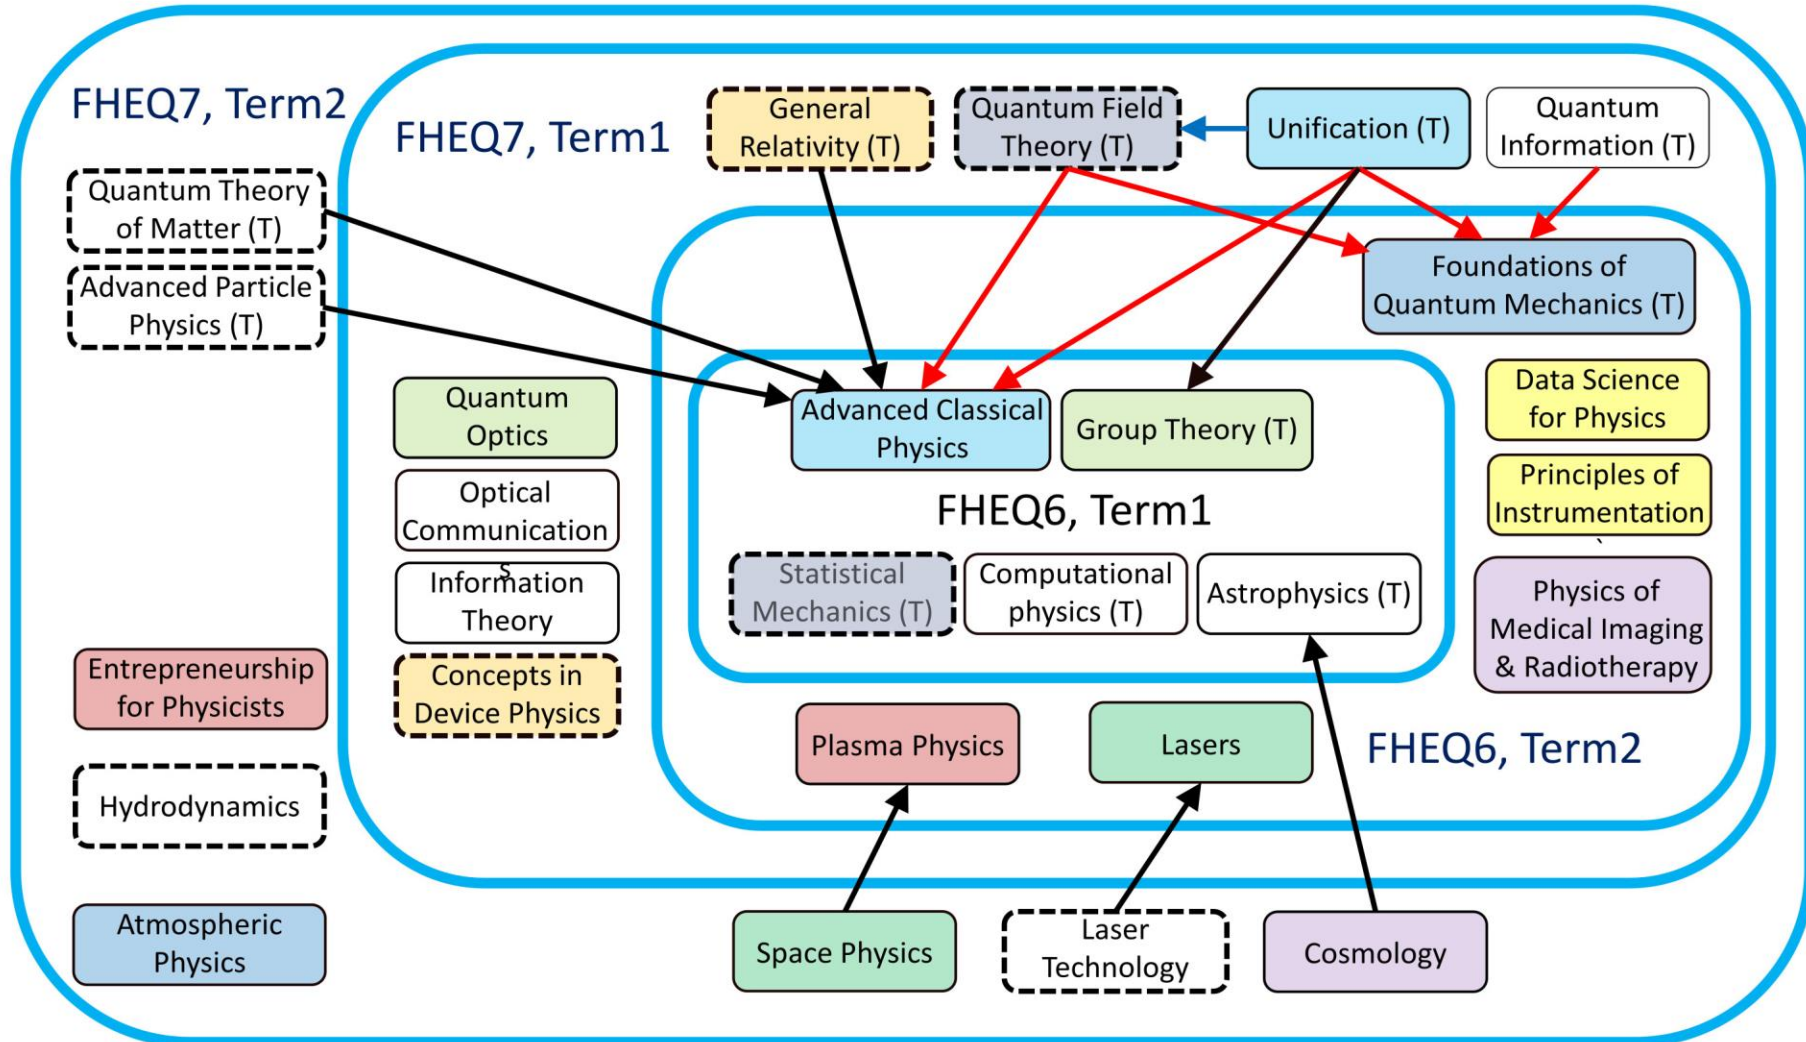 FHEQ7, Term2
Quantum Theory
of Matter (T)
Advanced Particle
Physics (T)
Entrepreneurship
for Physicists
Hydrodynamics
Atmospheric
Physics
FHEQ7, Term1
General
Relativity (T)
Quantum Field
Theory (T)
Unification (T)
Quantum
Information (T)
Quantum
Optics
Optical
Communication
s
Information
Theory
Concepts in
Device Physics
Foundations of
Quantum Mechanics (T)
Advanced Classical
Physics
Group Theory (T)
FHEQ6, Term1
Statistical
Mechanics (T)
Computational
physics (T)
Astrophysics (T)
Data Science
for Physics
Principles of
Instrumentation
`
Physics of
Medical Imaging
& Radiotherapy
Plasma Physics
Lasers
FHEQ6, Term2
Space Physics
Laser
Technology
Cosmology